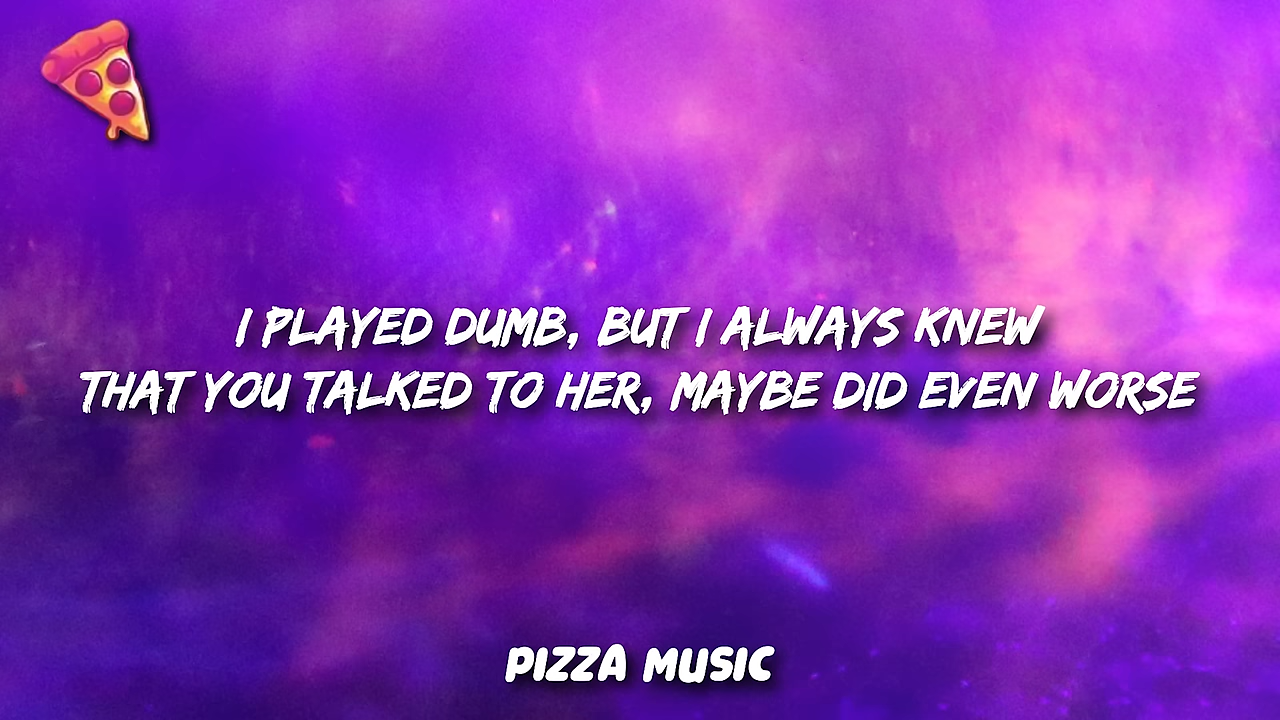 I PLAYED DUMB, BUT I ALWAYS KNEW
THAT YOU TALKED TO HER, MAYBE DID EVEN WORSE
PIZZA MUSIC